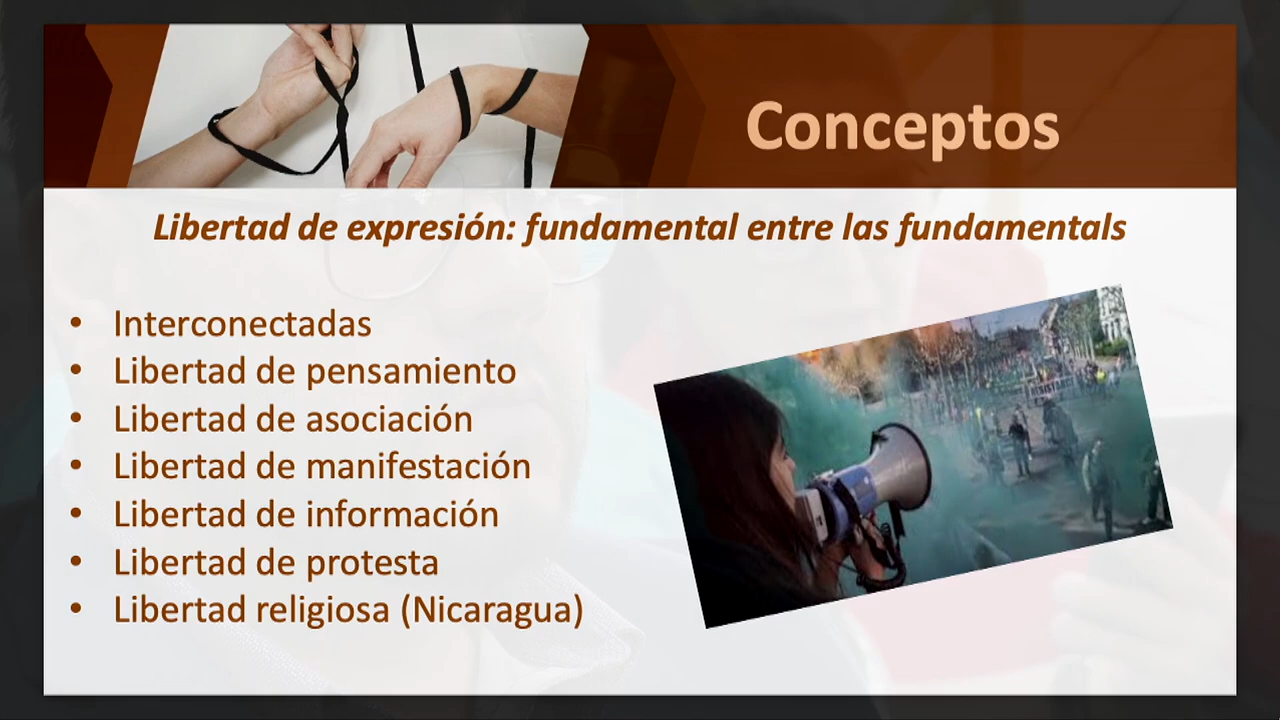 Conceptos
Libertad de expresión: fundamental entre las fundamentals
• Interconectadas
• Libertad de pensamiento
• Libertad de asociación
• Libertad de manifestación
• Libertad de información
• Libertad de protesta
• Libertad religiosa (Nicaragua)